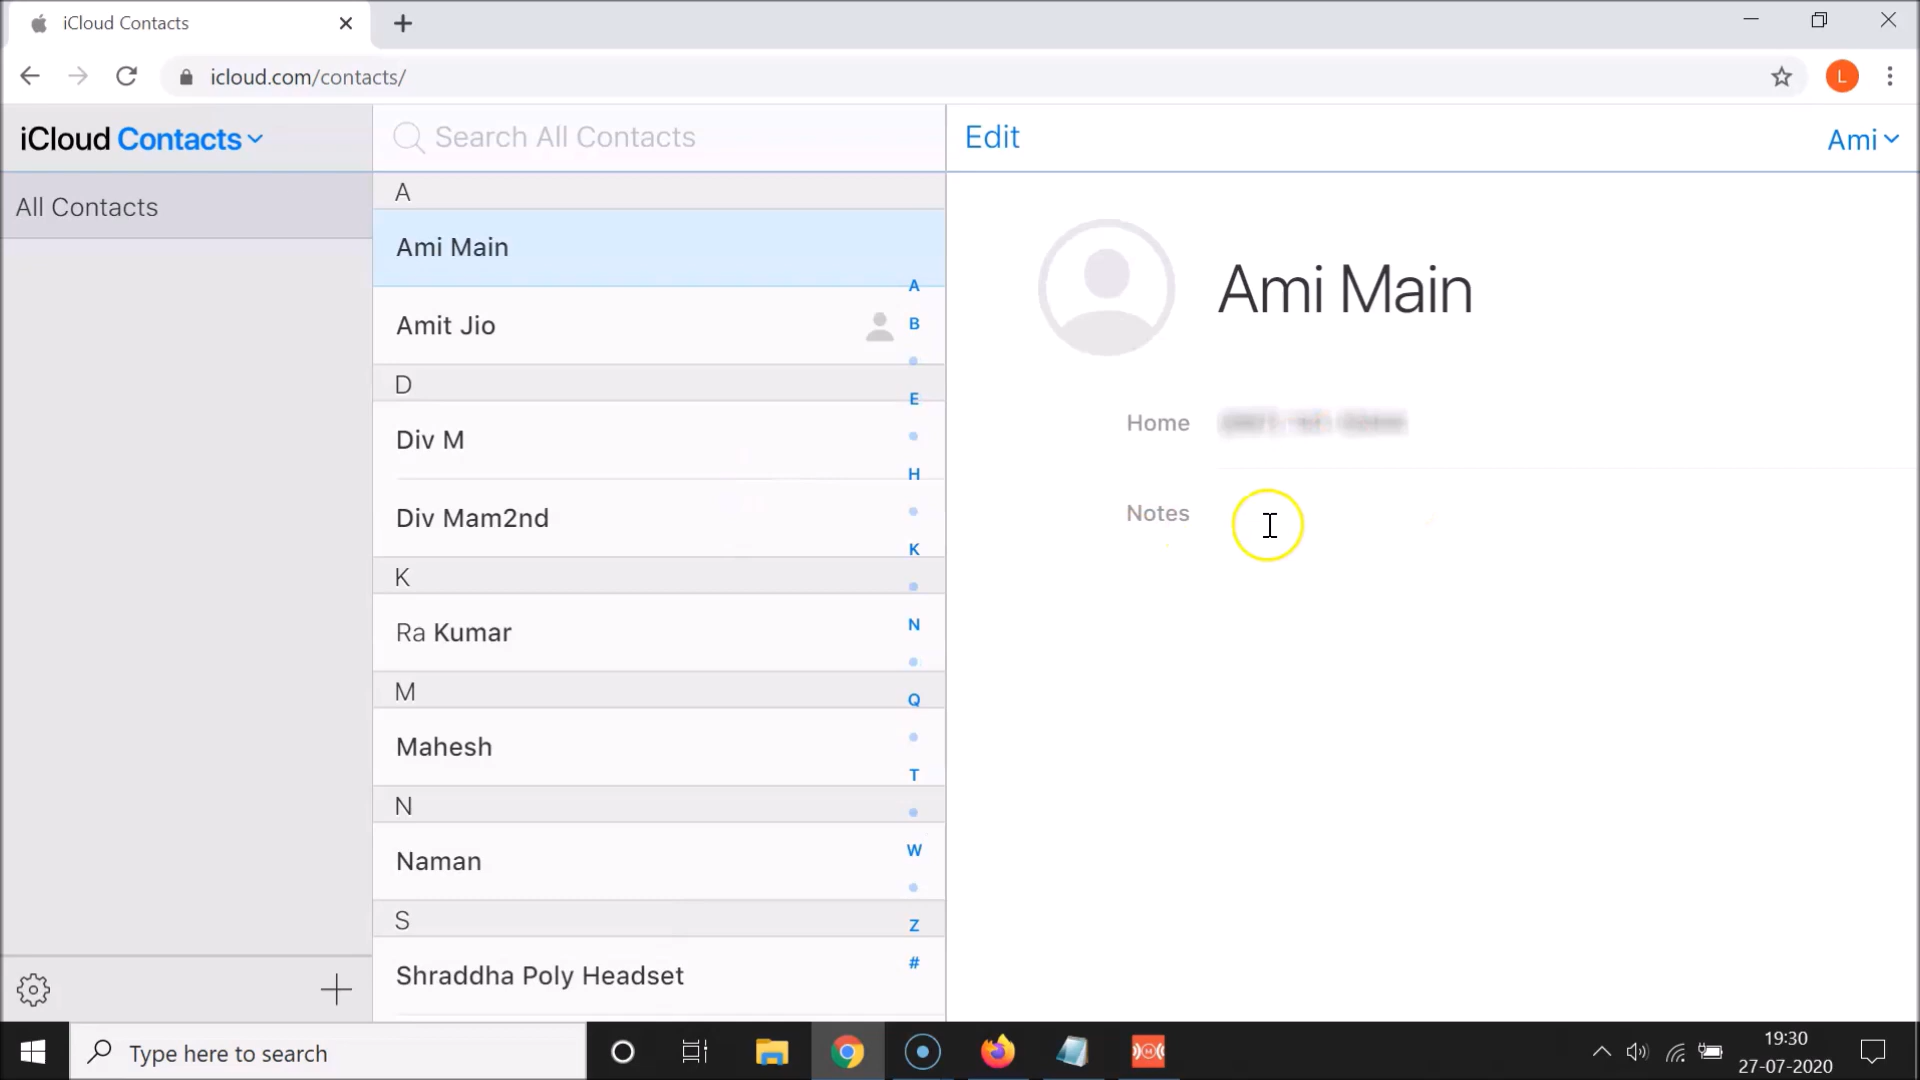 iCloud Contacts
icloud.com/contacts/
L
iCloud Contacts
All Contacts
Search All Contacts
A
Ami Main
Amit Jio
D
Div M
Div Mam2nd
K
Ra Kumar
M
Mahesh
N
Naman
S
Shraddha Poly Headset
A
B
E
H
K
N
Q
T
W
Z
#
Edit
Ami
Ami Main
Home
Notes
Type here to search
19:30
27-07-2020